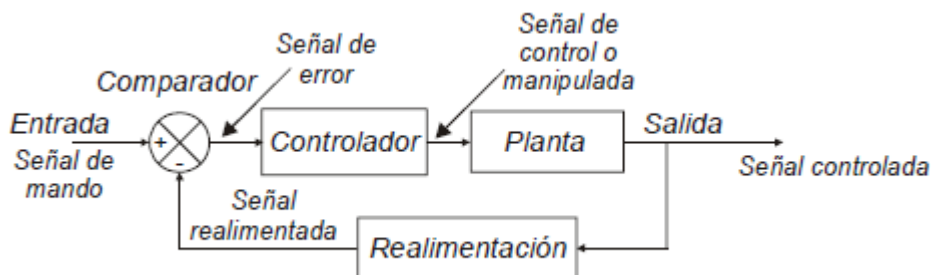 Señal de
error
Señal de
control o
manipulada
Comparador
Entrada
Señal de
mando
+
-
Controlador
Planta
Salida
Señal controlada
Señal
realimentada
Realimentación